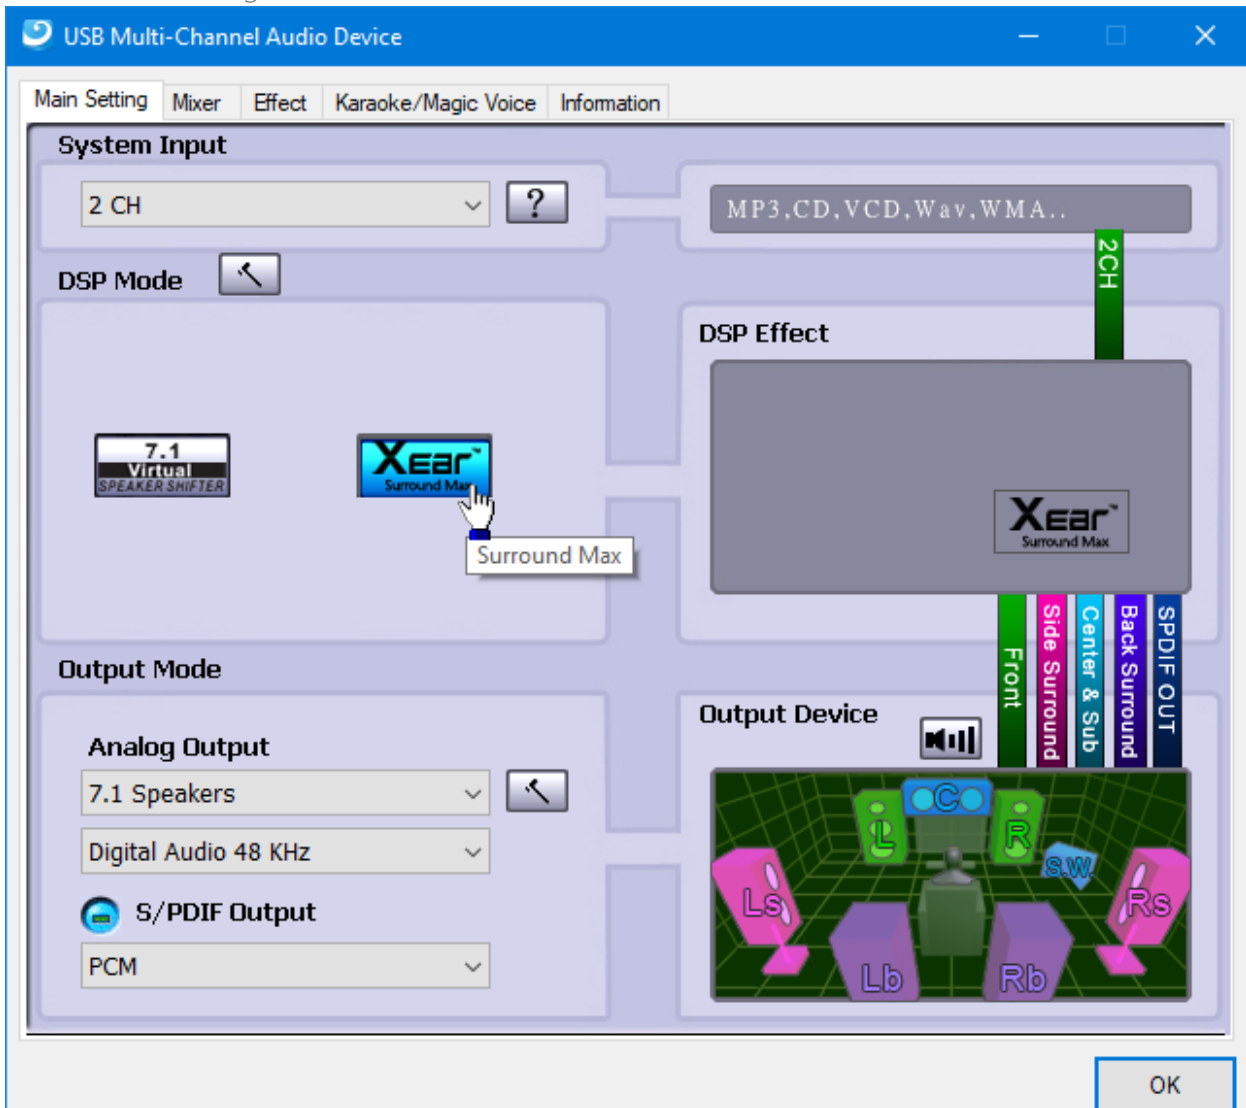 USB Multi-Channel Audio Device
Main Setting
Mixer
Effect
Karaoke/Magic Voice
Information
System Input
2 CH
?
MP3,CD,VCD,Wav,WMA..
2CH
DSP Mode
DSP Effect
7.1
Virtual
SPEAKER SHIFTER
Xear™
Surround Max
Surround Max
Xear™
Surround Max
Front
Side Surround
Center & Sub
Back Surround
SPDIF OUT
Output Mode
Output Device
Analog Output
7.1 Speakers
Digital Audio 48 KHz
S/PDIF Output
PCM
C
L
R
S.W.
Ls
Rs
Lb
Rb
OK